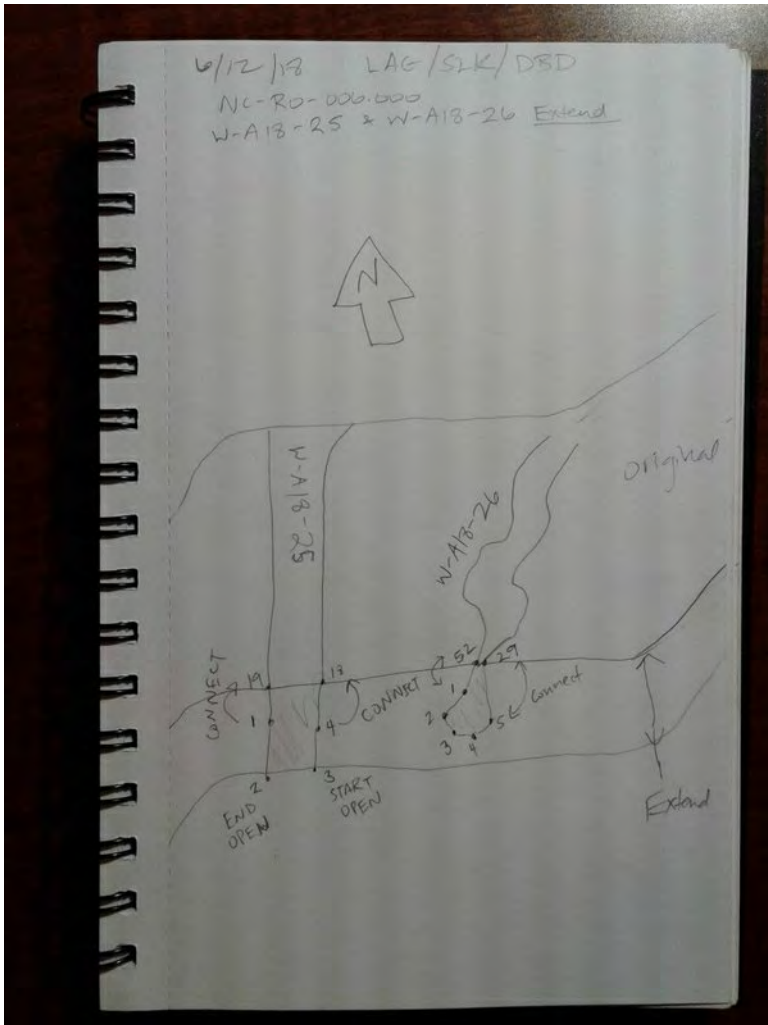 6/12/18 LAG/SLK/DBD
NC-RO-006.000
W-A18-25 & W-A18-26 Extend
N
original
W-A18-25
W-A18-26
CONNECT
19
18
CONNECT
52
29
Connect
1
4
1
2
3
4
5
2
3
END
OPEN
START
OPEN
Extend